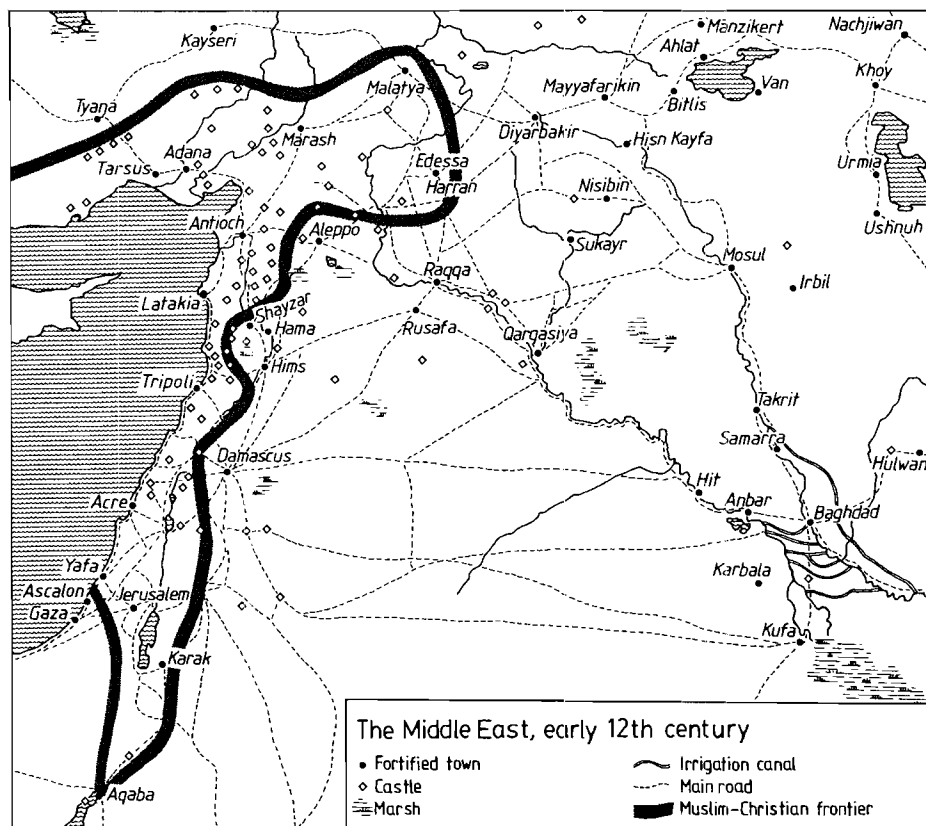 Kayseri
Manzikert
Nachjiwan
Ahlat
Malatya
Mayyafarikin
Bitlis
Van
Khoy
Tyana
Marash
Diyarbakir
Hisn Kayfa
Adana
Tarsus
Edessa
Harran
Nisibin
Urmia
Antioch
Aleppo
Sukayr
Ushnuh
Raqqa
Mosul
Irbil
Latakia
Shayzar
Hama
Rusafa
Qarqasiya
Hims
Tripoli
Takrit
Samarra
Damascus
Hulwan
Hit
Acre
Anbar
Baghdad
Yafa
Ascalon
Jerusalem
Gaza
Karbala
Kufa
Karak
Aqaba
The Middle East, early 12th century
Fortified town
Castle
Marsh
Irrigation canal
Main road
Muslim-Christian frontier